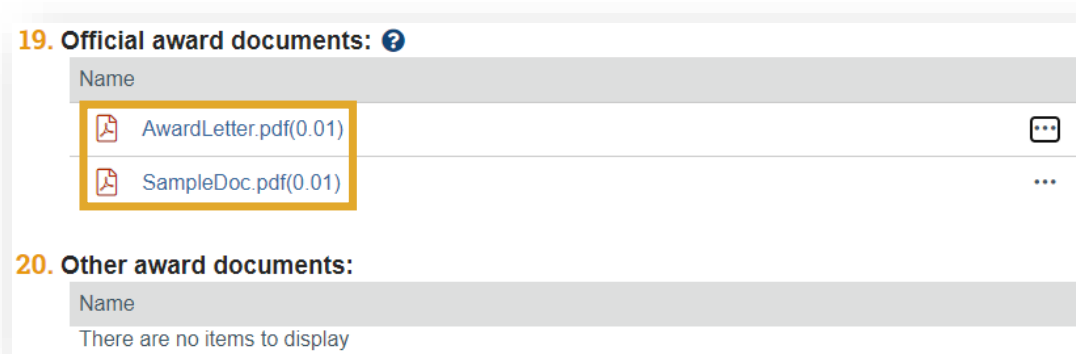 19. Official award documents: ?
Name
AwardLetter.pdf(0.01)
SampleDoc.pdf(0.01)
20. Other award documents:
Name
There are no items to display